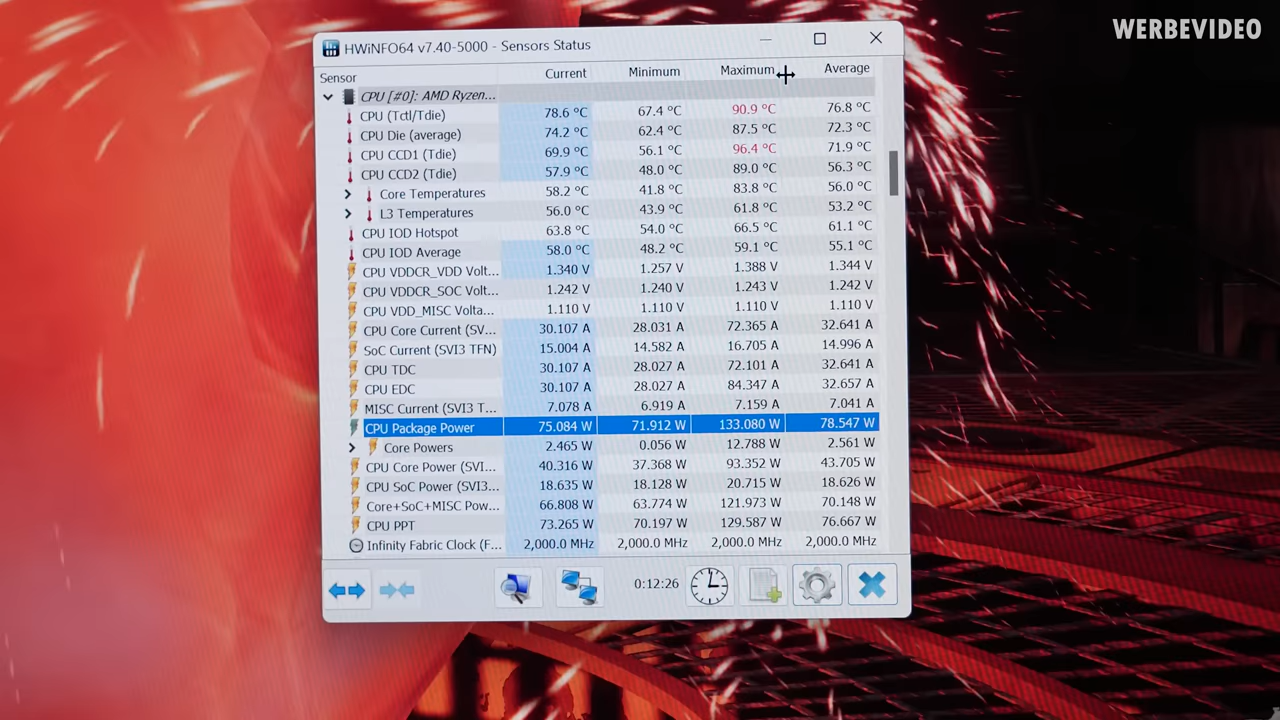 WERBEVIDEO
HWiNFO64 v7.40-5000 - Sensors Status
Sensor Current Minimum Maximum Average
CPU [#0]: AMD Ryzen...
CPU (Tctl/Tdie) 78.6 °C 67.4 °C 90.9 °C 76.8 °C
CPU Die (average) 74.2 °C 62.4 °C 87.5 °C 72.3 °C
CPU CCD1 (Tdie) 69.9 °C 56.1 °C 96.4 °C 71.9 °C
CPU CCD2 (Tdie) 57.9 °C 48.0 °C 89.0 °C 56.3 °C
Core Temperatures 58.2 °C 41.8 °C 83.8 °C 56.0 °C
L3 Temperatures 56.0 °C 43.9 °C 61.8 °C 53.2 °C
CPU IOD Hotspot 63.8 °C 54.0 °C 66.5 °C 61.1 °C
CPU IOD Average 58.0 °C 48.2 °C 59.1 °C 55.1 °C
CPU VDDCR_VDD Volt... 1.340 V 1.257 V 1.388 V 1.344 V
CPU VDDCR_SOC Volt... 1.242 V 1.240 V 1.243 V 1.242 V
CPU VDD_MISC Volta... 1.110 V 1.110 V 1.110 V 1.110 V
CPU Core Current (SV... 30.107 A 28.031 A 72.365 A 32.641 A
SoC Current (SVI3 TFN) 15.004 A 14.582 A 16.705 A 14.996 A
CPU TDC 30.107 A 28.027 A 72.101 A 32.641 A
CPU EDC 30.107 A 28.027 A 84.347 A 32.657 A
MISC Current (SVI3 T... 7.078 A 6.919 A 7.159 A 7.041 A
CPU Package Power 75.084 W 71.912 W 133.080 W 78.547 W
Core Powers 2.465 W 0.056 W 12.788 W 2.561 W
CPU Core Power (SVI... 40.316 W 37.368 W 93.352 W 43.705 W
CPU SoC Power (SVI3... 18.635 W 18.128 W 20.715 W 18.626 W
Core+SoC+MISC Pow... 66.808 W 63.774 W 121.973 W 70.148 W
CPU PPT 73.265 W 70.197 W 129.587 W 76.667 W
Infinity Fabric Clock (F... 2,000.0 MHz 2,000.0 MHz 2,000.0 MHz 2,000.0 MHz
0:12:26